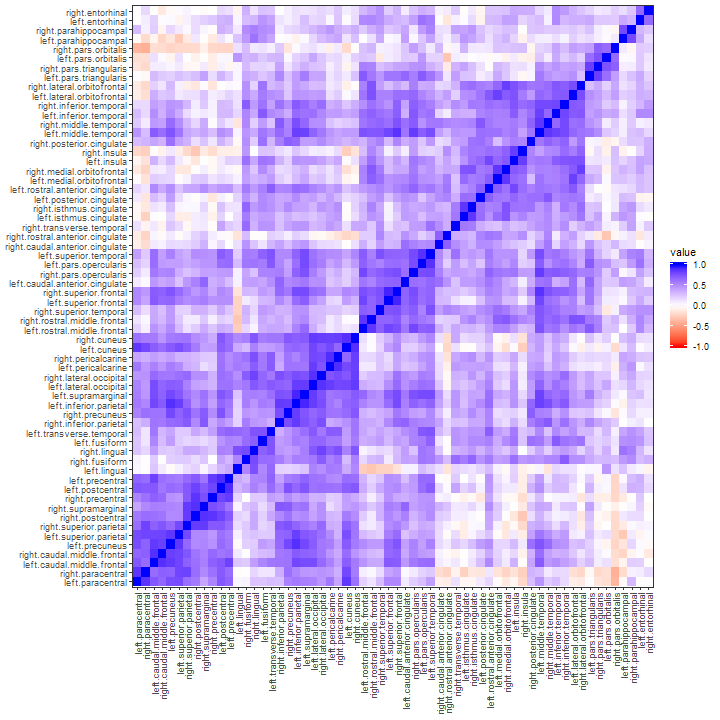 right.entorhinal
left.entorhinal
right.parahippocampal
left.parahippocampal
right.pars.orbitalis
left.pars.orbitalis
right.pars.triangularis
left.pars.triangularis
right.lateral.orbitofrontal
left.lateral.orbitofrontal
right.inferior.temporal
left.inferior.temporal
right.middle.temporal
left.middle.temporal
right.posterior.cingulate
right.insula
left.insula
right.medial.orbitofrontal
left.medial.orbitofrontal
left.rostral.anterior.cingulate
left.posterior.cingulate
right.isthmus.cingulate
left.isthmus.cingulate
right.transverse.temporal
right.rostral.anterior.cingulate
right.caudal.anterior.cingulate
left.superior.temporal
left.pars.opercularis
right.pars.opercularis
left.caudal.anterior.cingulate
right.superior.frontal
left.superior.frontal
right.superior.temporal
right.rostral.middle.frontal
left.rostral.middle.frontal
right.cuneus
left.cuneus
right.pericalcarine
left.pericalcarine
right.lateral.occipital
left.lateral.occipital
left.supramarginal
left.inferior.parietal
right.inferior.parietal
right.precuneus
left.transverse.temporal
left.fusiform
right.lingual
right.fusiform
left.lingual
left.precentral
left.postcentral
right.precentral
right.supramarginal
right.postcentral
right.superior.parietal
left.superior.parietal
left.precuneus
right.caudal.middle.frontal
left.caudal.middle.frontal
right.paracentral
left.paracentral
value
1.0
0.5
0.0
-0.5
-1.0
left.paracentral
right.paracentral
left.caudal.middle.frontal
right.caudal.middle.frontal
left.precuneus
left.superior.parietal
right.superior.parietal
right.postcentral
right.supramarginal
right.precentral
left.postcentral
left.precentral
left.lingual
right.fusiform
right.lingual
left.fusiform
left.transverse.temporal
right.inferior.parietal
right.precuneus
left.inferior.parietal
left.supramarginal
left.lateral.occipital
right.lateral.occipital
left.pericalcarine
right.pericalcarine
left.cuneus
right.cuneus
left.rostral.middle.frontal
right.rostral.middle.frontal
right.superior.temporal
left.superior.frontal
right.superior.frontal
left.caudal.anterior.cingulate
right.pars.opercularis
left.pars.opercularis
left.superior.temporal
right.caudal.anterior.cingulate
right.rostral.anterior.cingulate
right.transverse.temporal
left.isthmus.cingulate
right.isthmus.cingulate
left.posterior.cingulate
left.rostral.anterior.cingulate
left.medial.orbitofrontal
right.medial.orbitofrontal
left.insula
right.insula
right.posterior.cingulate
left.middle.temporal
right.middle.temporal
left.inferior.temporal
right.inferior.temporal
left.lateral.orbitofrontal
right.lateral.orbitofrontal
left.pars.triangularis
right.pars.triangularis
left.pars.orbitalis
right.pars.orbitalis
left.parahippocampal
right.parahippocampal
left.entorhinal
right.entorhinal